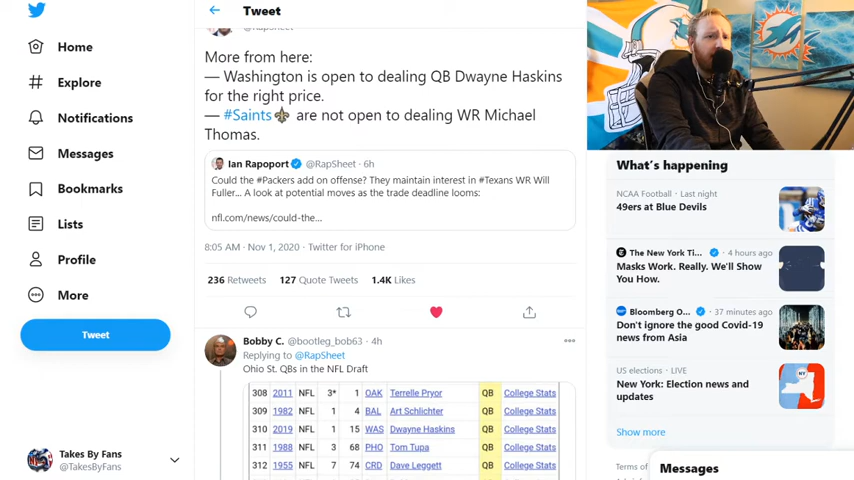 Tweet
@RapSheet
Home
Explore
Notifications
Messages
Bookmarks
Lists
Profile
More
Tweet
Takes By Fans
@TakesByFans
More from here:
— Washington is open to dealing QB Dwayne Haskins
for the right price.
— #Saints⚜️ are not open to dealing WR Michael
Thomas.
Ian Rapoport @RapSheet · 6h
Could the #Packers add on offense? They maintain interest in #Texans WR Will
Fuller... A look at potential moves as the trade deadline looms:
nfl.com/news/could-the...
8:05 AM · Nov 1, 2020 · Twitter for iPhone
236 Retweets 127 Quote Tweets 1.4K Likes
Bobby C. @bootleg_bob63 · 4h
Replying to @RapSheet
Ohio St. QBs in the NFL Draft
308 2011 NFL 3* 1 OAK Terrelle Pryor QB College Stats
309 1982 NFL 1 4 BAL Art Schlichter QB College Stats
310 2019 NFL 1 15 WAS Dwayne Haskins QB College Stats
311 1988 NFL 3 68 PHO Tom Tupa QB College Stats
312 1955 NFL 7 74 CRD Dave Leggett QB College Stats
What's happening
NCAA Football · Last night
49ers at Blue Devils
The New York Ti... · 4 hours ago
Masks Work. Really. We'll Show
You How.
Bloomberg O... · 37 minutes ago
Don't ignore the good Covid-19
news from Asia
US elections · LIVE
New York: Election news and
updates
NY
Show more
Terms of
Messages